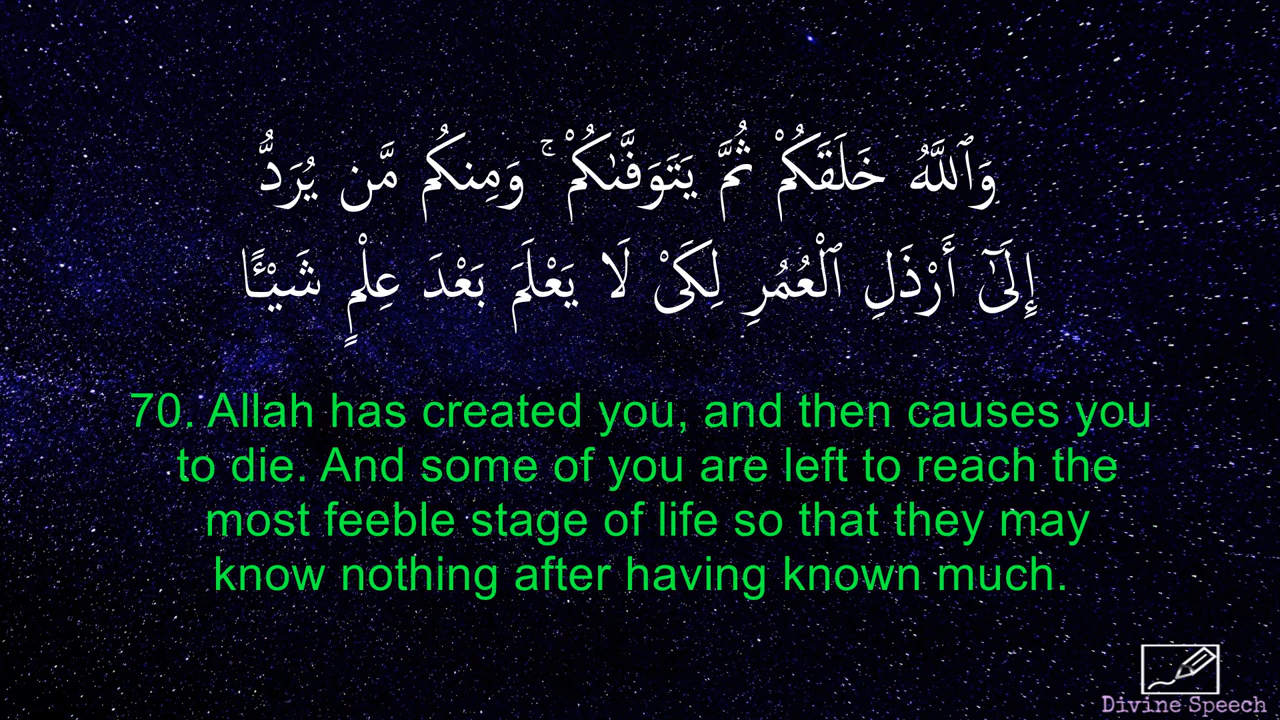 وَٱللَّهُ خَلَقَكُمْ ثُمَّ يَتَوَفَّىٰكُمْ ۚ وَمِنكُم مَّن يُرَدُّ
إِلَىٰٓ أَرْذَلِ ٱلْعُمُرِ لِكَىْ لَا يَعْلَمَ بَعْدَ عِلْمٍ شَيْـًٔا
70. Allah has created you, and then causes you
to die. And some of you are left to reach the
most feeble stage of life so that they may
know nothing after having known much.
Divine Speech